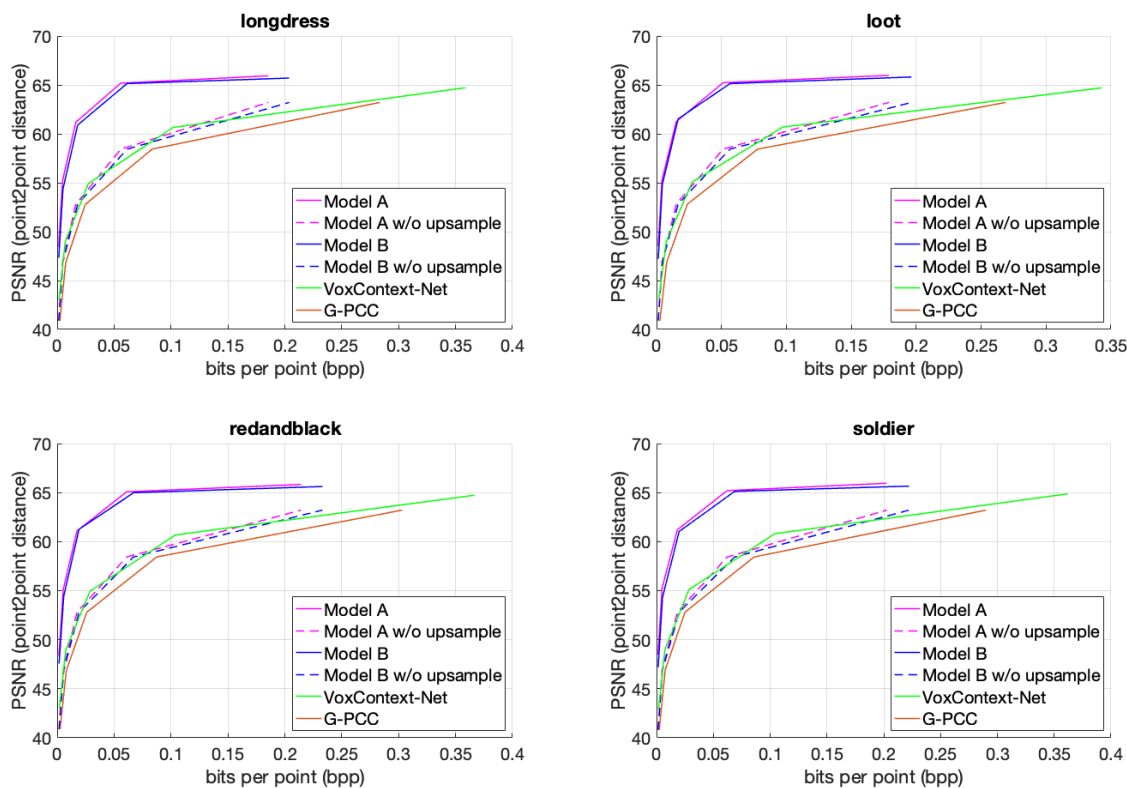 longdress
PSNR (point2point distance)
70
65
60
55
50
45
40
Model A
Model A w/o upsample
Model B
Model B w/o upsample
VoxContext-Net
G-PCC
0 0.05 0.1 0.15 0.2 0.25 0.3 0.35 0.4
bits per point (bpp)
loot
PSNR (point2point distance)
70
65
60
55
50
45
40
Model A
Model A w/o upsample
Model B
Model B w/o upsample
VoxContext-Net
G-PCC
0 0.05 0.1 0.15 0.2 0.25 0.3 0.35
bits per point (bpp)
redandblack
PSNR (point2point distance)
70
65
60
55
50
45
40
Model A
Model A w/o upsample
Model B
Model B w/o upsample
VoxContext-Net
G-PCC
0 0.05 0.1 0.15 0.2 0.25 0.3 0.35 0.4
bits per point (bpp)
soldier
PSNR (point2point distance)
70
65
60
55
50
45
40
Model A
Model A w/o upsample
Model B
Model B w/o upsample
VoxContext-Net
G-PCC
0 0.05 0.1 0.15 0.2 0.25 0.3 0.35 0.4
bits per point (bpp)